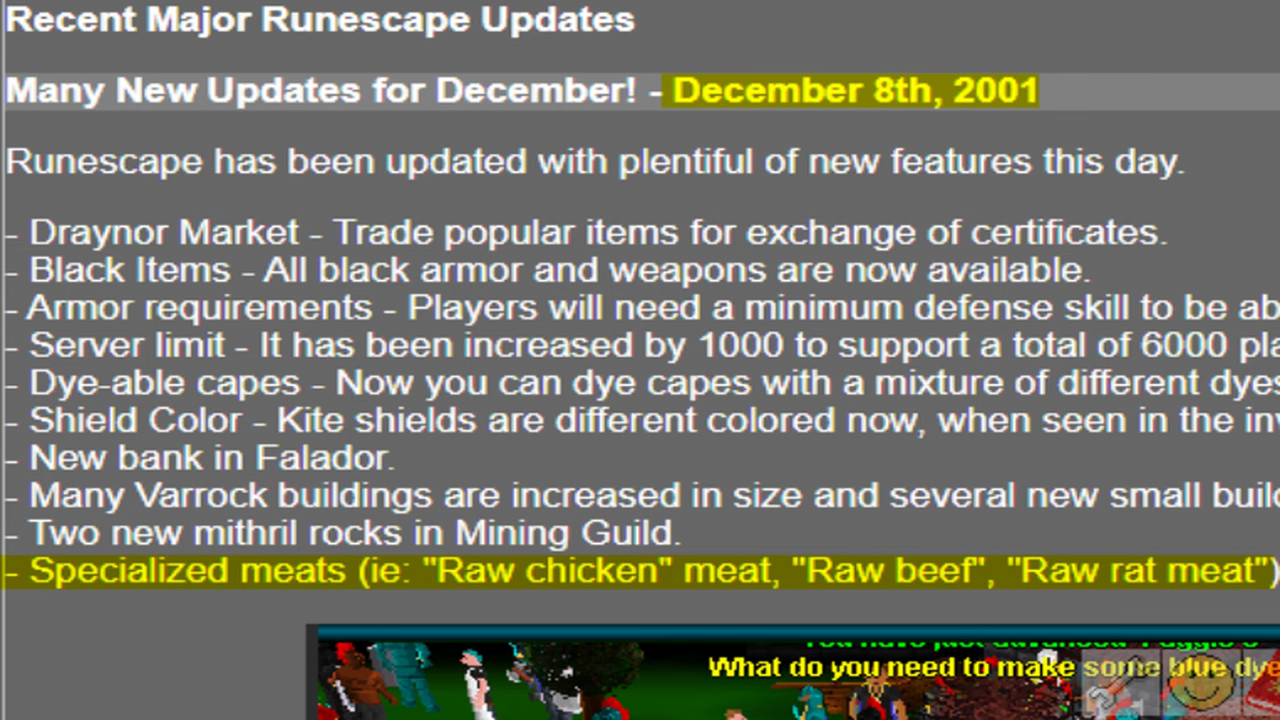 Recent Major Runescape Updates
Many New Updates for December! - December 8th, 2001
Runescape has been updated with plentiful of new features this day.
- Draynor Market - Trade popular items for exchange of certificates.
- Black Items - All black armor and weapons are now available.
- Armor requirements - Players will need a minimum defense skill to be ab
- Server limit - It has been increased by 1000 to support a total of 6000 pla
- Dye-able capes - Now you can dye capes with a mixture of different dyes
- Shield Color - Kite shields are different colored now, when seen in the inv
- New bank in Falador.
- Many Varrock buildings are increased in size and several new small build
- Two new mithril rocks in Mining Guild.
- Specialized meats (ie: "Raw chicken" meat, "Raw beef", "Raw rat meat")
You have just advanced
What do you need to make some blue dye